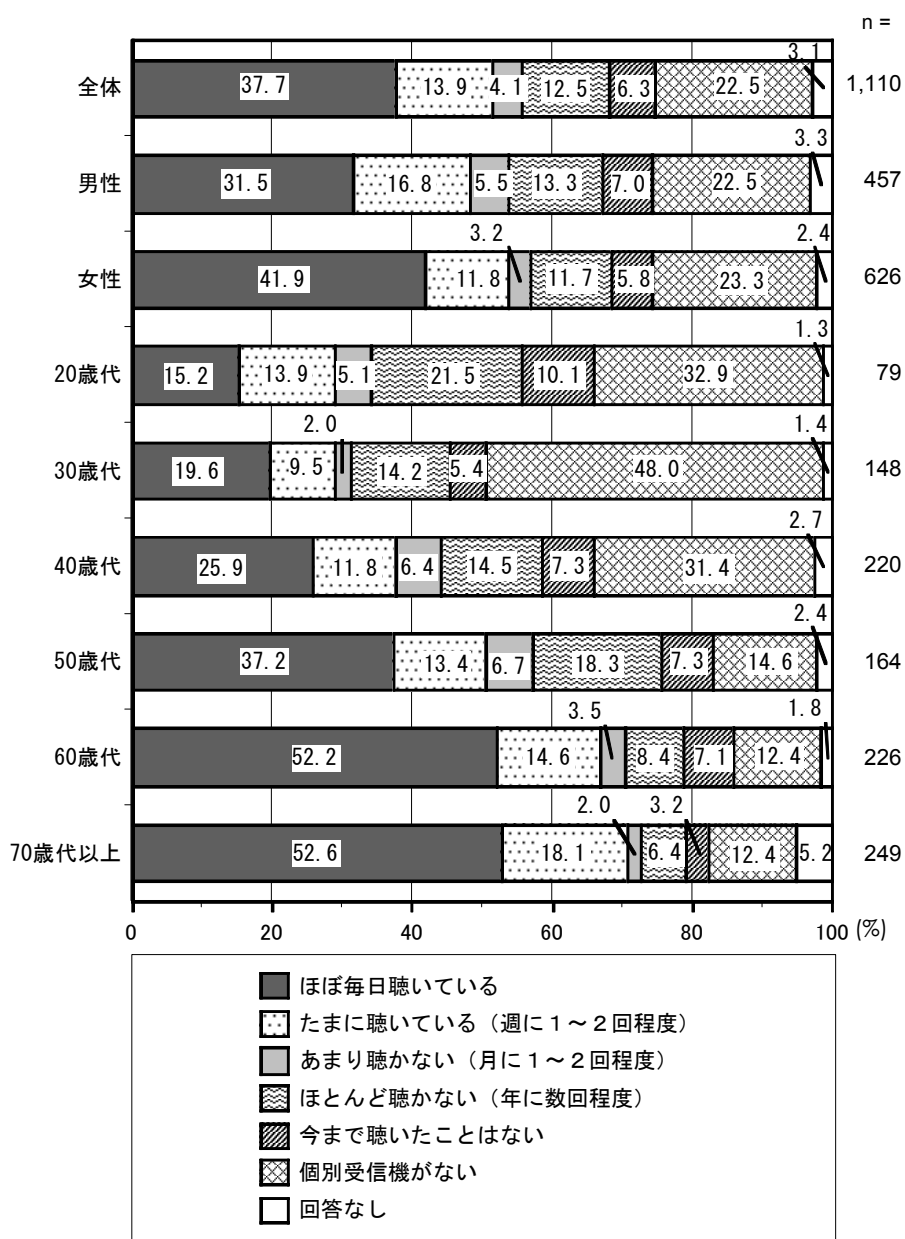 n =
3.1
全体 37.7 13.9 4.1 12.5 6.3 22.5 1,110
3.3
男性 31.5 16.8 5.5 13.3 7.0 22.5 457
3.2 2.4
女性 41.9 11.8 11.7 5.8 23.3 626
1.3
20歳代 15.2 13.9 5.1 21.5 10.1 32.9 79
2.0 1.4
30歳代 19.6 9.5 14.2 5.4 48.0 148
2.7
40歳代 25.9 11.8 6.4 14.5 7.3 31.4 220
2.4
50歳代 37.2 13.4 6.7 18.3 7.3 14.6 164
3.5 1.8
60歳代 52.2 14.6 8.4 7.1 12.4 226
2.0 3.2
70歳代以上 52.6 18.1 6.4 12.4 5.2 249
0 20 40 60 80 100 (%)
ほぼ毎日聴いている
たまに聴いている（週に１～２回程度）
あまり聴かない（月に１～２回程度）
ほとんど聴かない（年に数回程度）
今まで聴いたことはない
個別受信機がない
回答なし